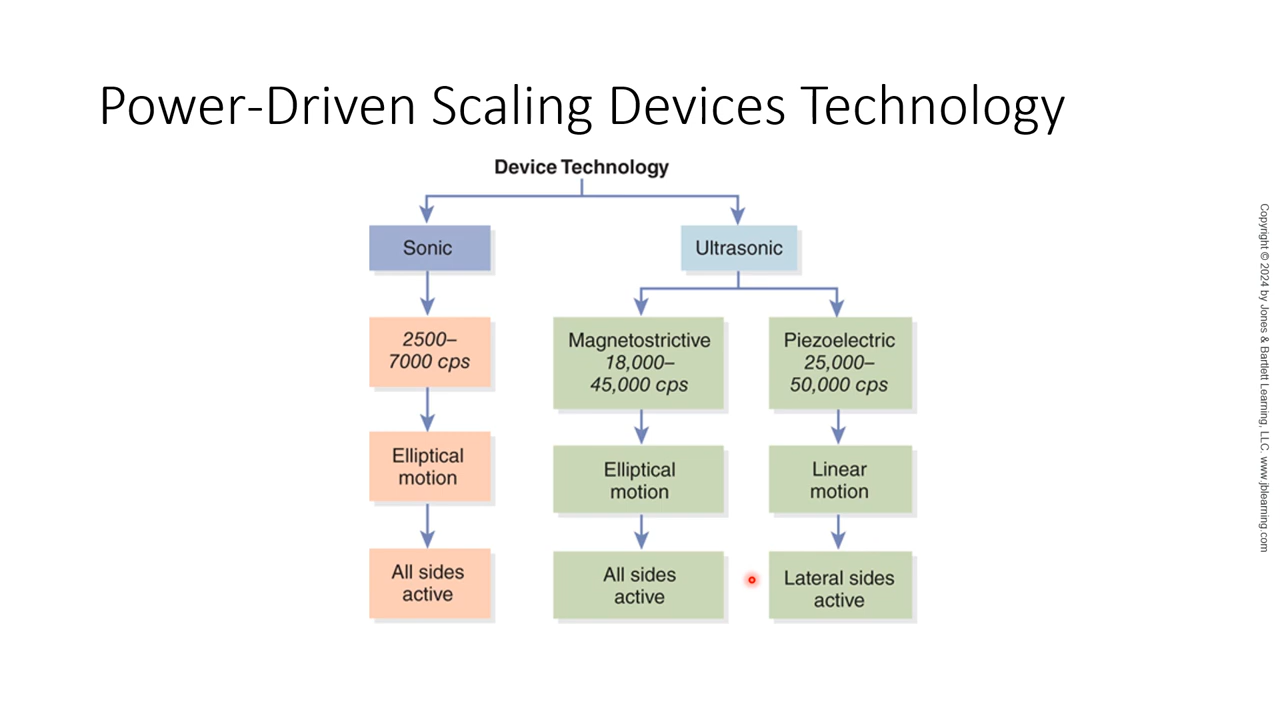 Power-Driven Scaling Devices Technology
Device Technology
Sonic
Ultrasonic
2500–
7000 cps
Magnetostrictive
18,000–
45,000 cps
Piezoelectric
25,000–
50,000 cps
Elliptical
motion
Elliptical
motion
Linear
motion
All sides
active
All sides
active
Lateral sides
active
Copyright © 2024 by Jones & Bartlett Learning, LLC. www.jblearning.com